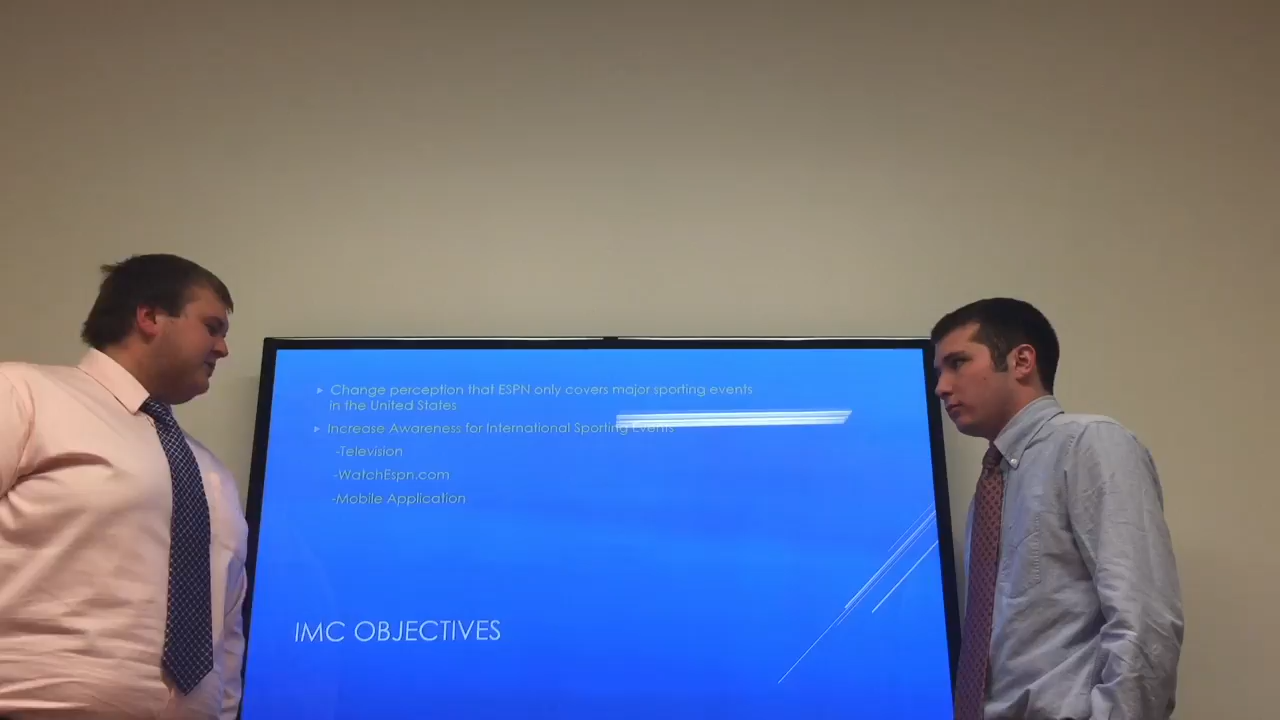 Change perception that ESPN only covers major sporting events
in the United States
Increase Awareness for International Sporting Events
-Television
-WatchEspn.com
-Mobile Application
IMC OBJECTIVES